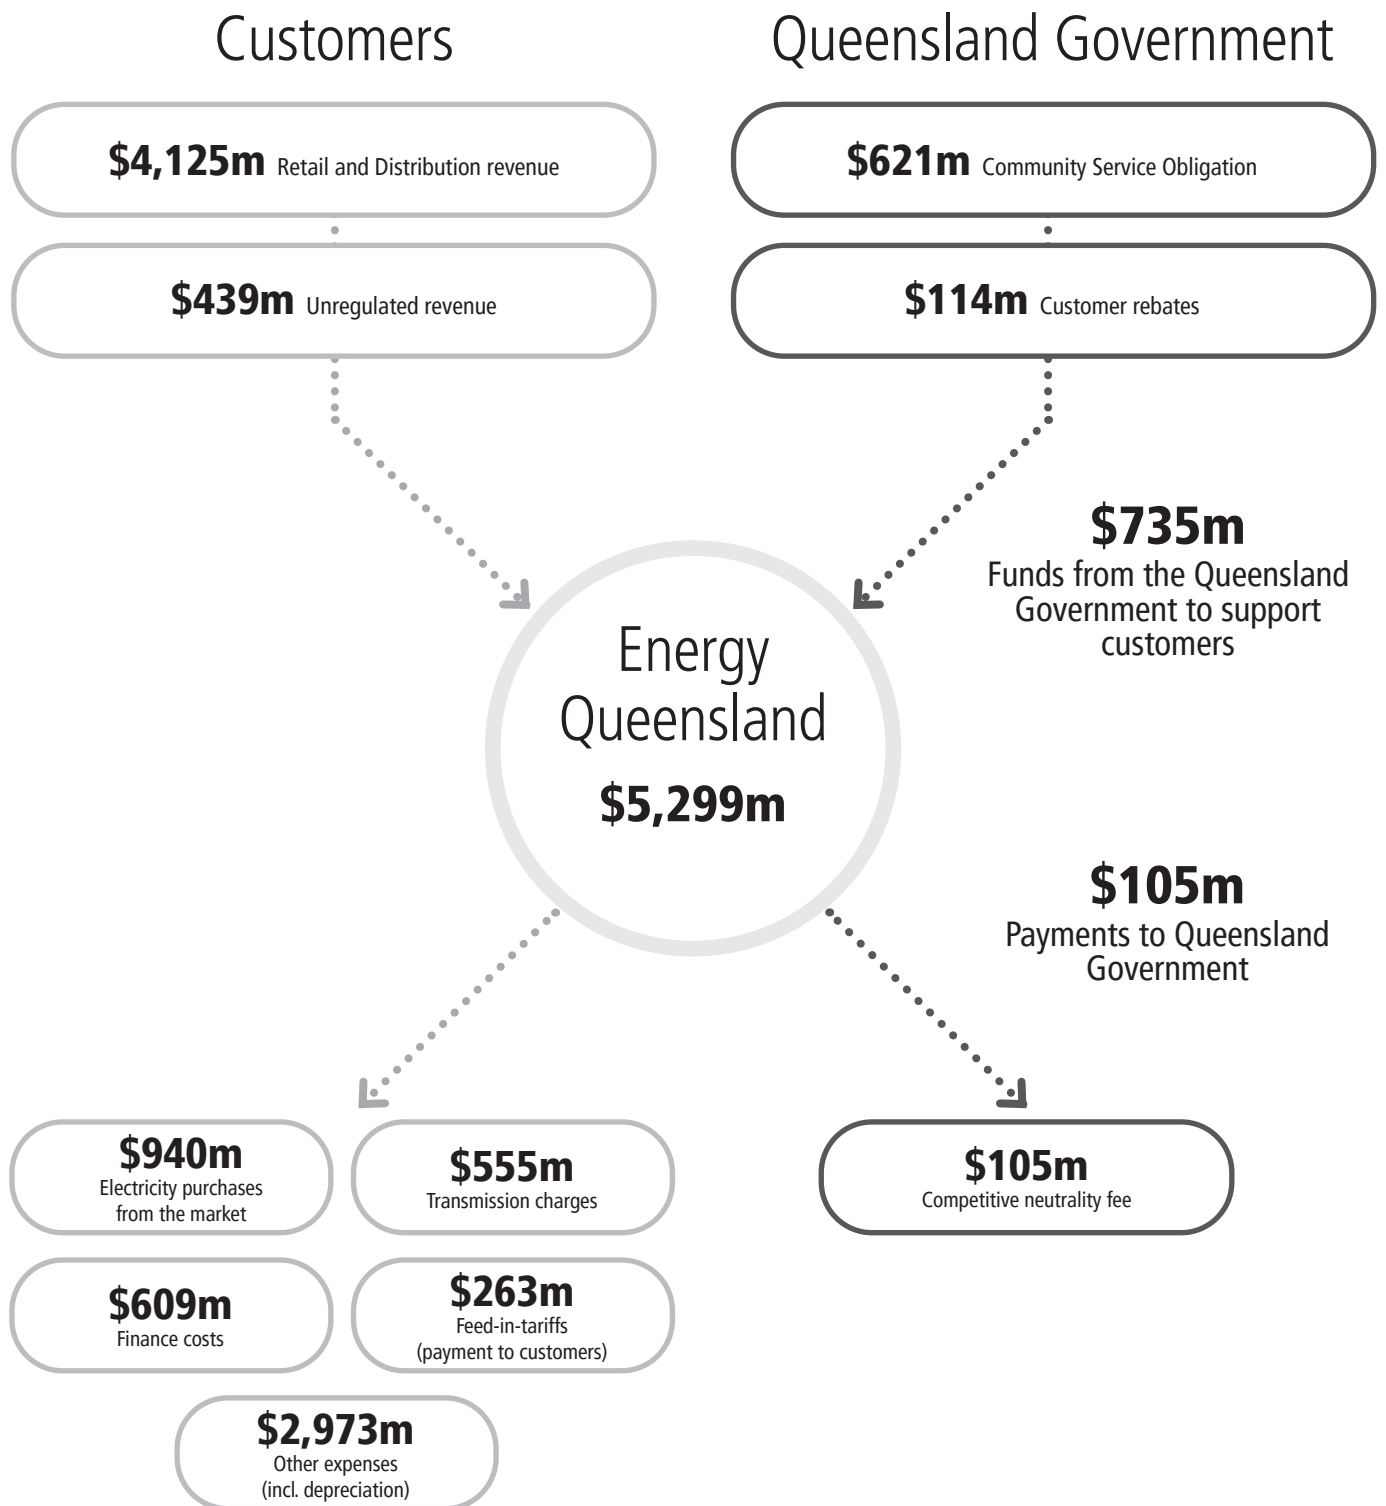 Customers
Queensland Government
$4,125m Retail and Distribution revenue
$621m Community Service Obligation
$439m Unregulated revenue
$114m Customer rebates
$735m
Funds from the Queensland
Government to support
customers
Energy
Queensland
$5,299m
$105m
Payments to Queensland
Government
$940m
Electricity purchases
from the market
$555m
Transmission charges
$105m
Competitive neutrality fee
$609m
Finance costs
$263m
Feed-in-tariffs
(payment to customers)
$2,973m
Other expenses
(incl. depreciation)